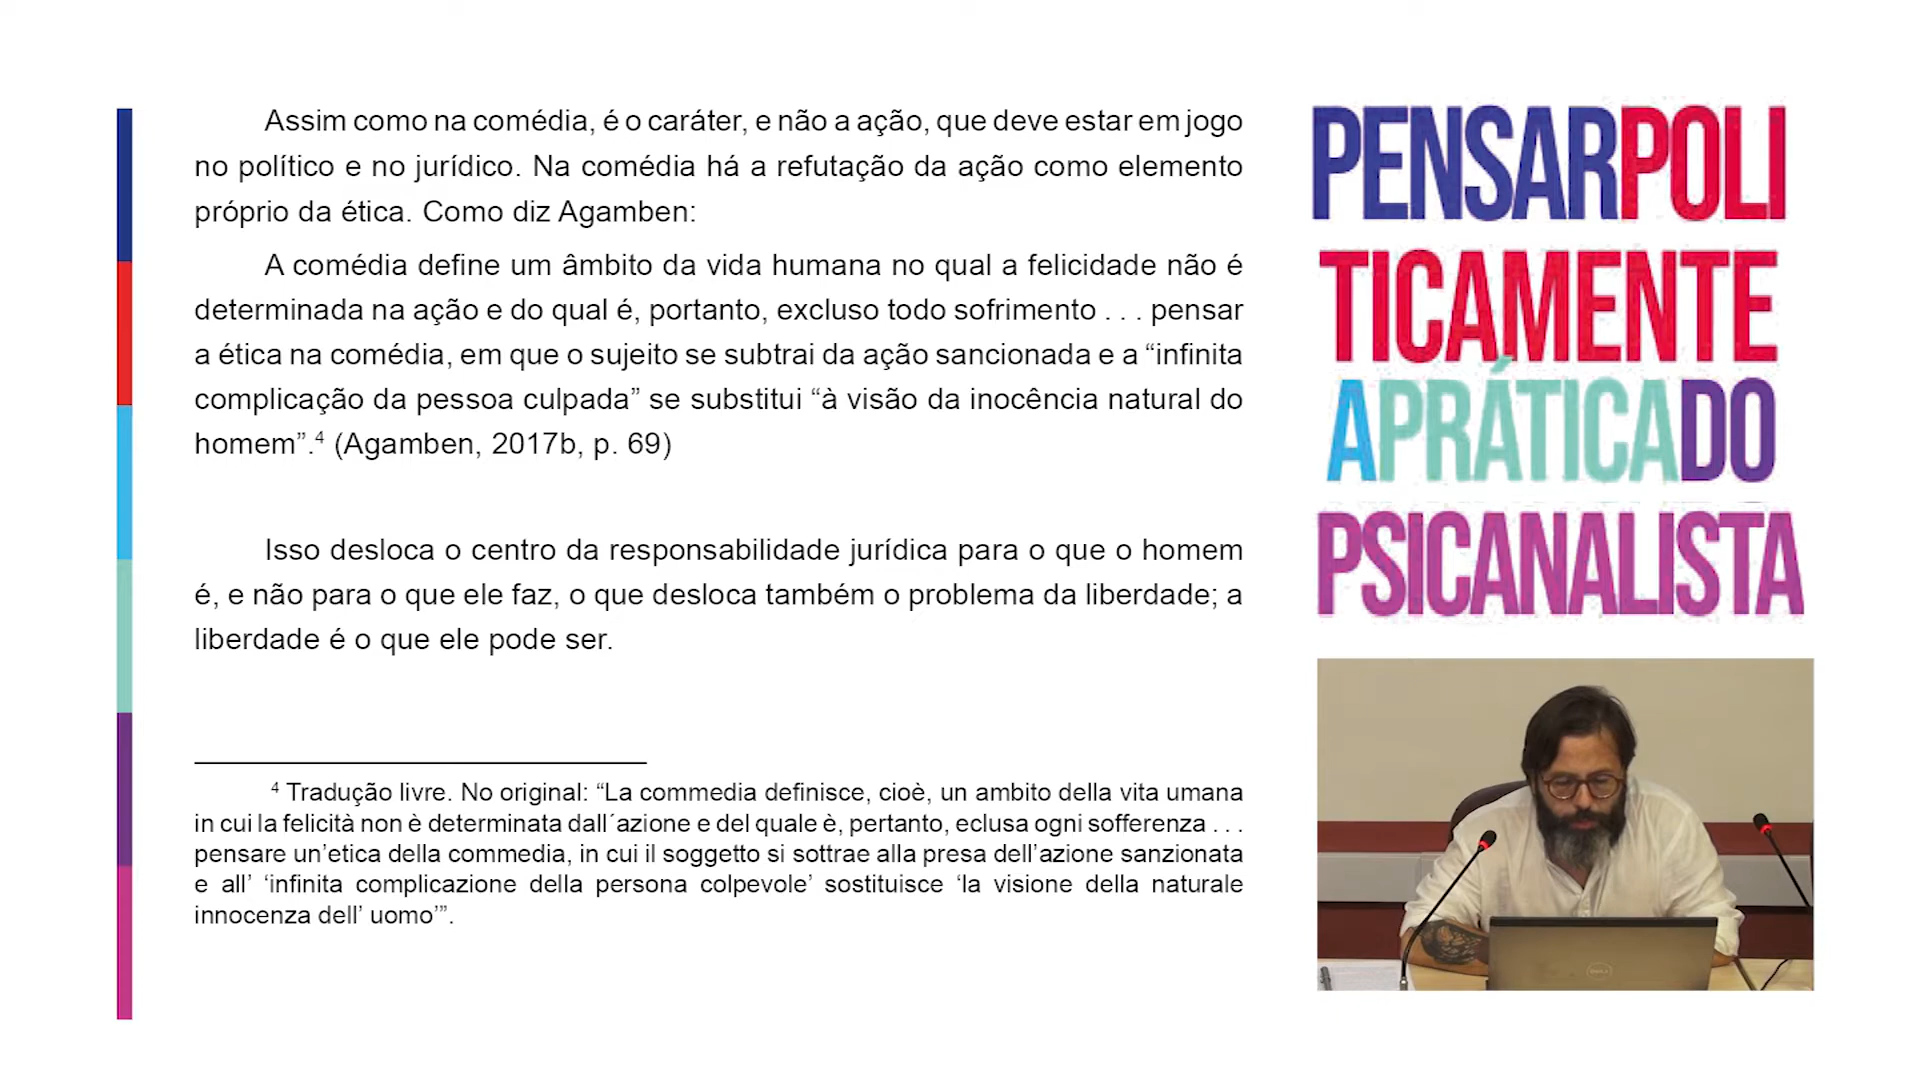 Assim como na comédia, é o caráter, e não a ação, que deve estar em jogo
no político e no jurídico. Na comédia há a refutação da ação como elemento
próprio da ética. Como diz Agamben:
A comédia define um âmbito da vida humana no qual a felicidade não é
determinada na ação e do qual é, portanto, excluso todo sofrimento . . . pensar
a ética na comédia, em que o sujeito se subtrai da ação sancionada e a “infinita
complicação da pessoa culpada” se substitui “à visão da inocência natural do
homem”.⁴ (Agamben, 2017b, p. 69)
Isso desloca o centro da responsabilidade jurídica para o que o homem
é, e não para o que ele faz, o que desloca também o problema da liberdade; a
liberdade é o que ele pode ser.
⁴ Tradução livre. No original: “La commedia definisce, cioè, un ambito della vita umana
in cui la felicità non è determinata dall´azione e del quale è, pertanto, eclusa ogni sofferenza . . .
pensare un’etica della commedia, in cui il soggetto si sottrae alla presa dell’azione sanzionata
e all’ ‘infinita complicazione della persona colpevole’ sostituisce ‘la visione della naturale
innocenza dell’ uomo’”.
PENSARPOLI
TICAMENTE
APRÁTICADO
PSICANALISTA
DELL